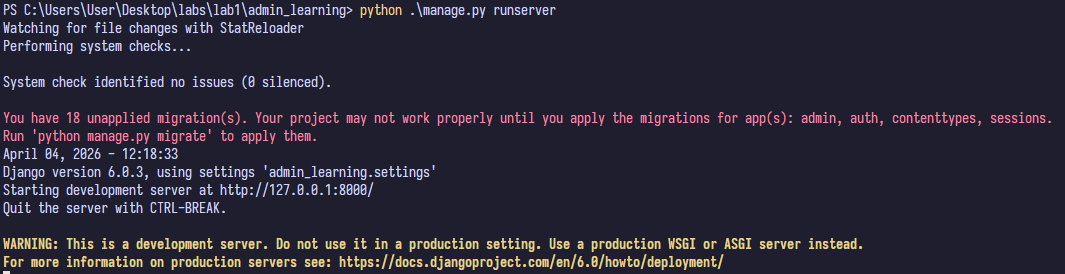 PS C:\Users\User\Desktop\labs\lab1\admin_learning> python .\manage.py runserver
Watching for file changes with StatReloader
Performing system checks...
System check identified no issues (0 silenced).
You have 18 unapplied migration(s). Your project may not work properly until you apply the migrations for app(s): admin, auth, contenttypes, sessions.
Run 'python manage.py migrate' to apply them.
April 04, 2026 - 12:18:33
Django version 6.0.3, using settings 'admin_learning.settings'
Starting development server at http://127.0.0.1:8000/
Quit the server with CTRL-BREAK.
WARNING: This is a development server. Do not use it in a production setting. Use a production WSGI or ASGI server instead.
For more information on production servers see: https://docs.djangoproject.com/en/6.0/howto/deployment/